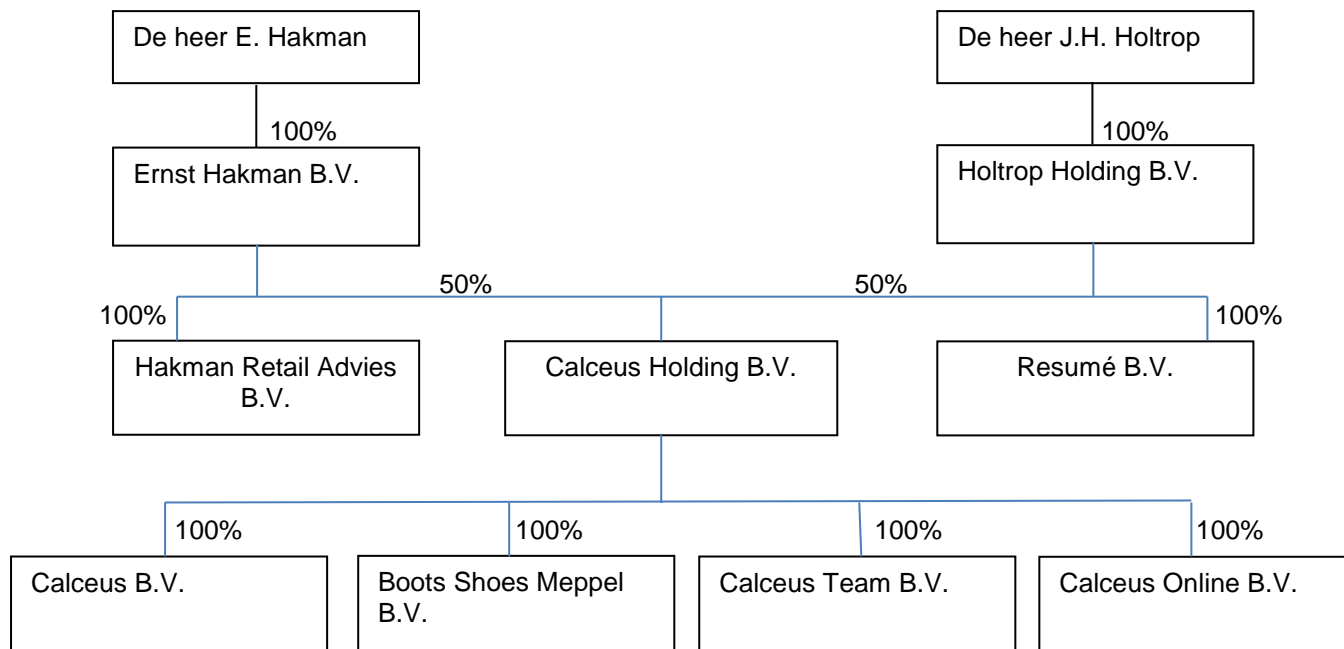 De heer E. Hakman
De heer J.H. Holtrop
100%
100%
Ernst Hakman B.V.
Holtrop Holding B.V.
50%
50%
100%
100%
Hakman Retail Advies
B.V.
Calceus Holding B.V.
Resumé B.V.
100%
100%
100%
100%
Calceus B.V.
Boots Shoes Meppel
B.V.
Calceus Team B.V.
Calceus Online B.V.